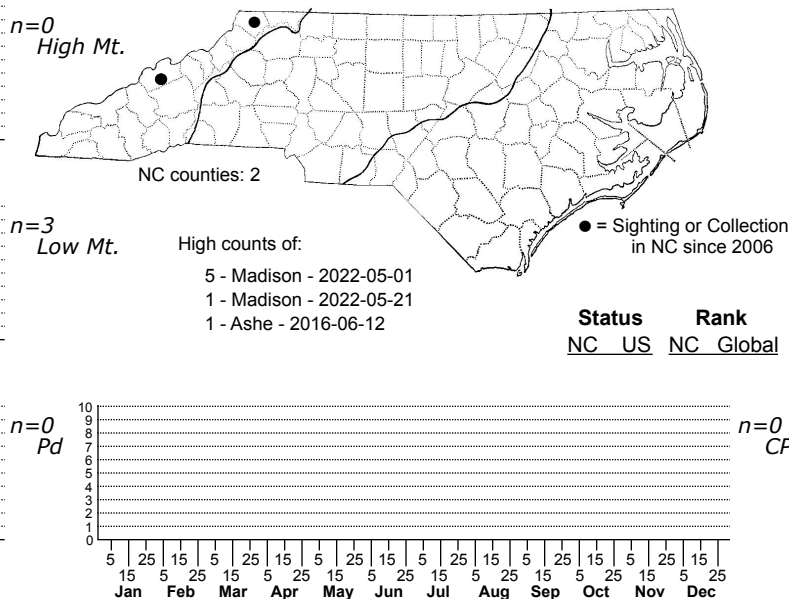 n=0
High Mt.
NC counties: 2
n=3
Low Mt.
High counts of:
5 - Madison - 2022-05-01
1 - Madison - 2022-05-21
1 - Ashe - 2016-06-12
● = Sighting or Collection
in NC since 2006
Status Rank
NC US NC Global
n=0
Pd
10
9
8
7
6
5
4
3
2
1
0
n=0
CP
5 25 15 5 25 15 5 25 15 5 25 15 5 25 15 5 25 15
15 5 25 15 5 25 15 5 25 15 5 25 15 5 25 15 5 25
Jan Feb Mar Apr May Jun Jul Aug Sep Oct Nov Dec